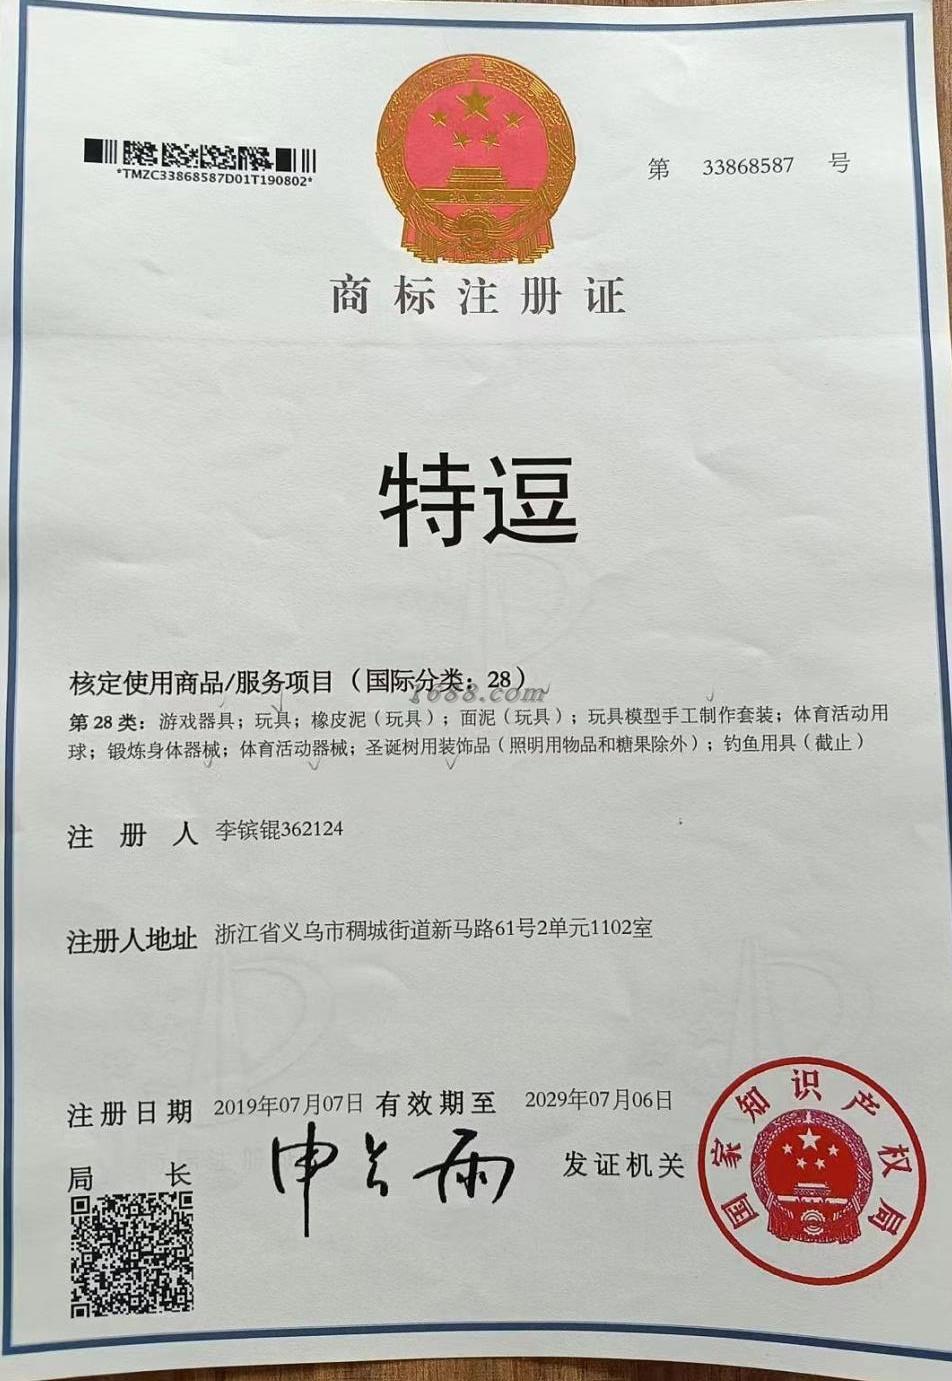 *TMZC33868587D01T190802*
第 33868587 号
商标注册证
特逗
核定使用商品/服务项目（国际分类：28）
1688.com
第 28 类：游戏器具；玩具；橡皮泥（玩具）；面泥（玩具）；玩具模型手工制作套装；体育活动用
球；锻炼身体器械；体育活动器械；圣诞树用装饰品（照明用物品和糖果除外）；钓鱼用具（截止）
注 册 人 李镔锟362124
注册人地址 浙江省义乌市稠城街道新马路61号2单元1102室
注册日期 2019年07月07日 有效期至 2029年07月06日
局 长 申长雨 发证机关
国家知识产权局